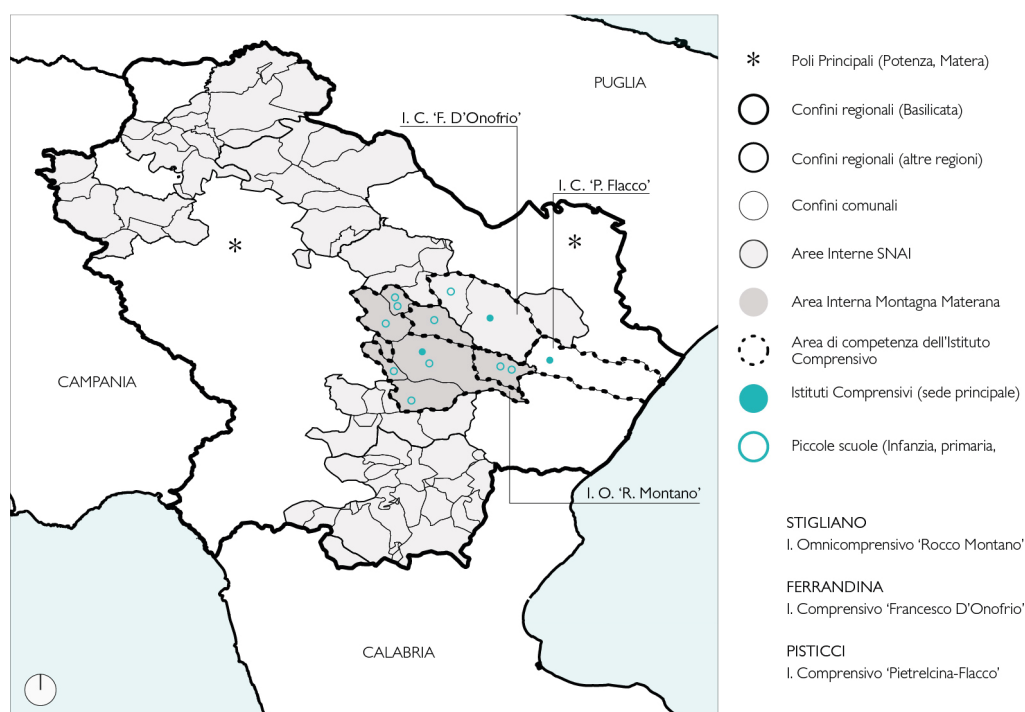 PUGLIA
I. C. ‘F. D’Onofrio’
I. C. ‘P. Flacco’
*
*
CAMPANIA
I. O. ‘R. Montano’
CALABRIA
* Poli Principali (Potenza, Matera)
Confini regionali (Basilicata)
Confini regionali (altre regioni)
Confini comunali
Aree Interne SNAI
Area Interna Montagna Materana
Area di competenza dell’Istituto
Comprensivo
Istituti Comprensivi (sede principale)
Piccole scuole (Infanzia, primaria,
STIGLIANO
I. Omnicomprensivo ‘Rocco Montano’
FERRANDINA
I. Comprensivo ‘Francesco D’Onofrio’
PISTICCI
I. Comprensivo ‘Pietrelcina-Flacco’